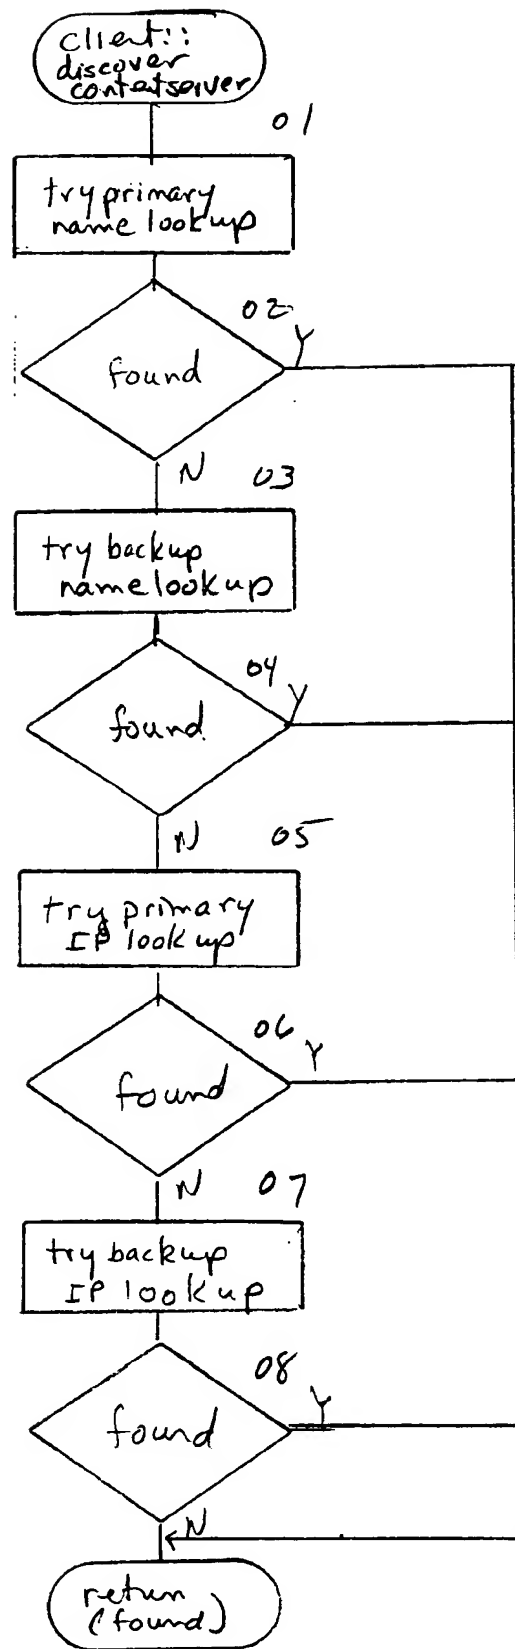 client::
discover
contentserver
01
try primary
name lookup
02
Y
found
N
03
try backup
name lookup
04
Y
found
N
05
try primary
IP lookup
06
Y
found
N
07
try backup
IP lookup
08
Y
found
N
return
(found)